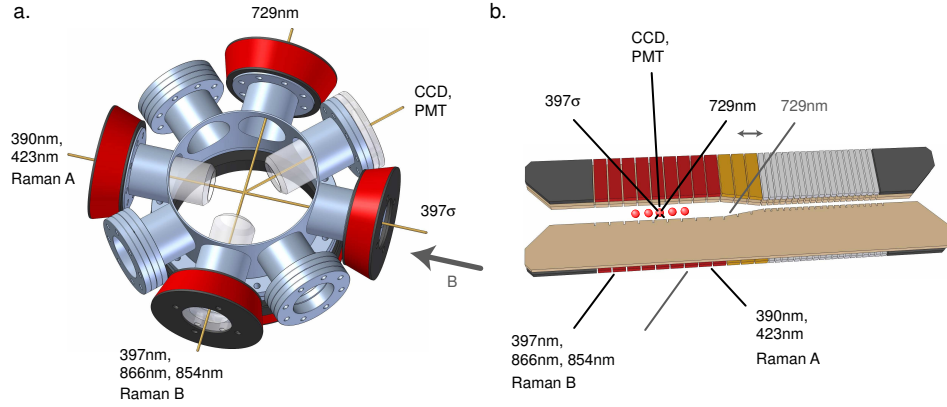 a.
729nm
CCD,
PMT
390nm,
423nm
Raman A
397σ
B
397nm,
866nm, 854nm
Raman B
b.
CCD,
PMT
397σ
729nm
729nm
397nm,
866nm, 854nm
Raman B
390nm,
423nm
Raman A